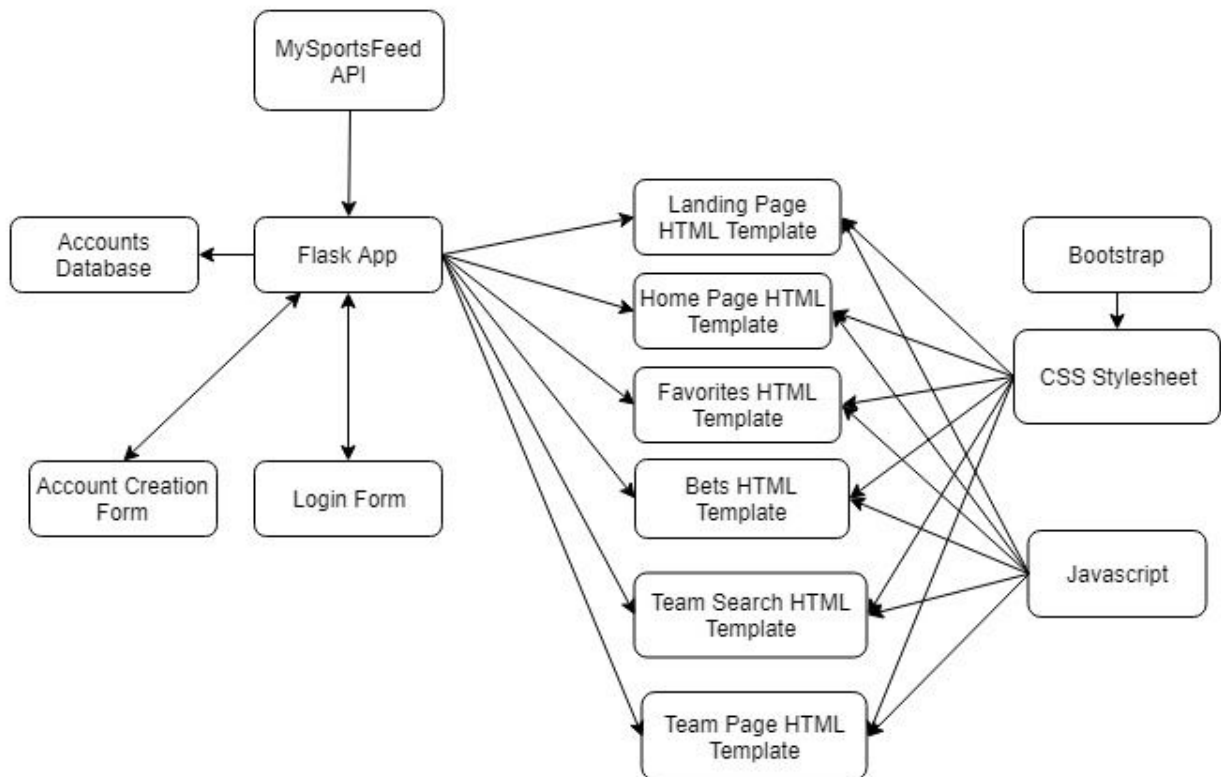 MySportsFeed
API
Landing Page
HTML Template
Accounts
Database
Flask App
Bootstrap
Home Page HTML
Template
CSS Stylesheet
Favorites HTML
Template
Account Creation
Form
Login Form
Bets HTML
Template
Javascript
Team Search HTML
Template
Team Page HTML
Template